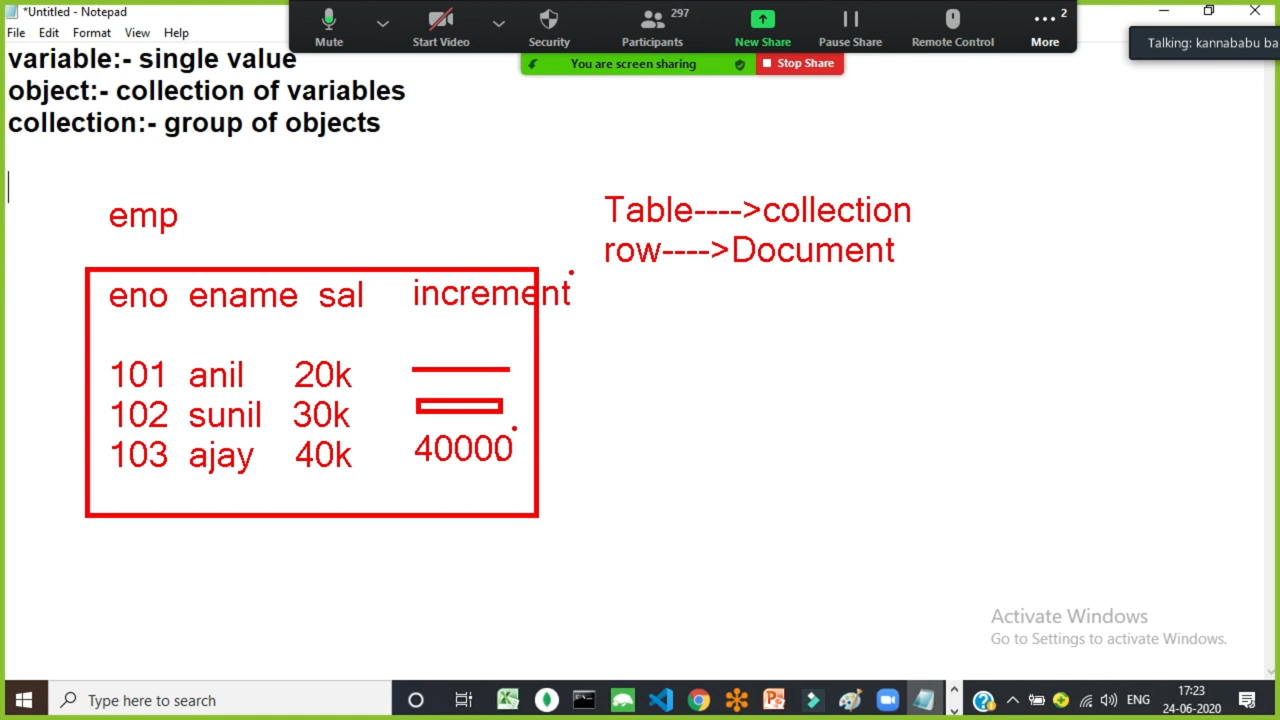 *Untitled - Notepad
File Edit Format View Help
Mute
Start Video
Security
297
Participants
New Share
Pause Share
Remote Control
2
More
You are screen sharing
Stop Share
Talking: kannababu ba
variable:- single value
object:- collection of variables
collection:- group of objects
emp
Table---->collection
row---->Document
eno ename sal increment
101 anil 20k
102 sunil 30k
103 ajay 40k 40000
Activate Windows
Go to Settings to activate Windows.
Type here to search
ENG
17:23
24-06-2020